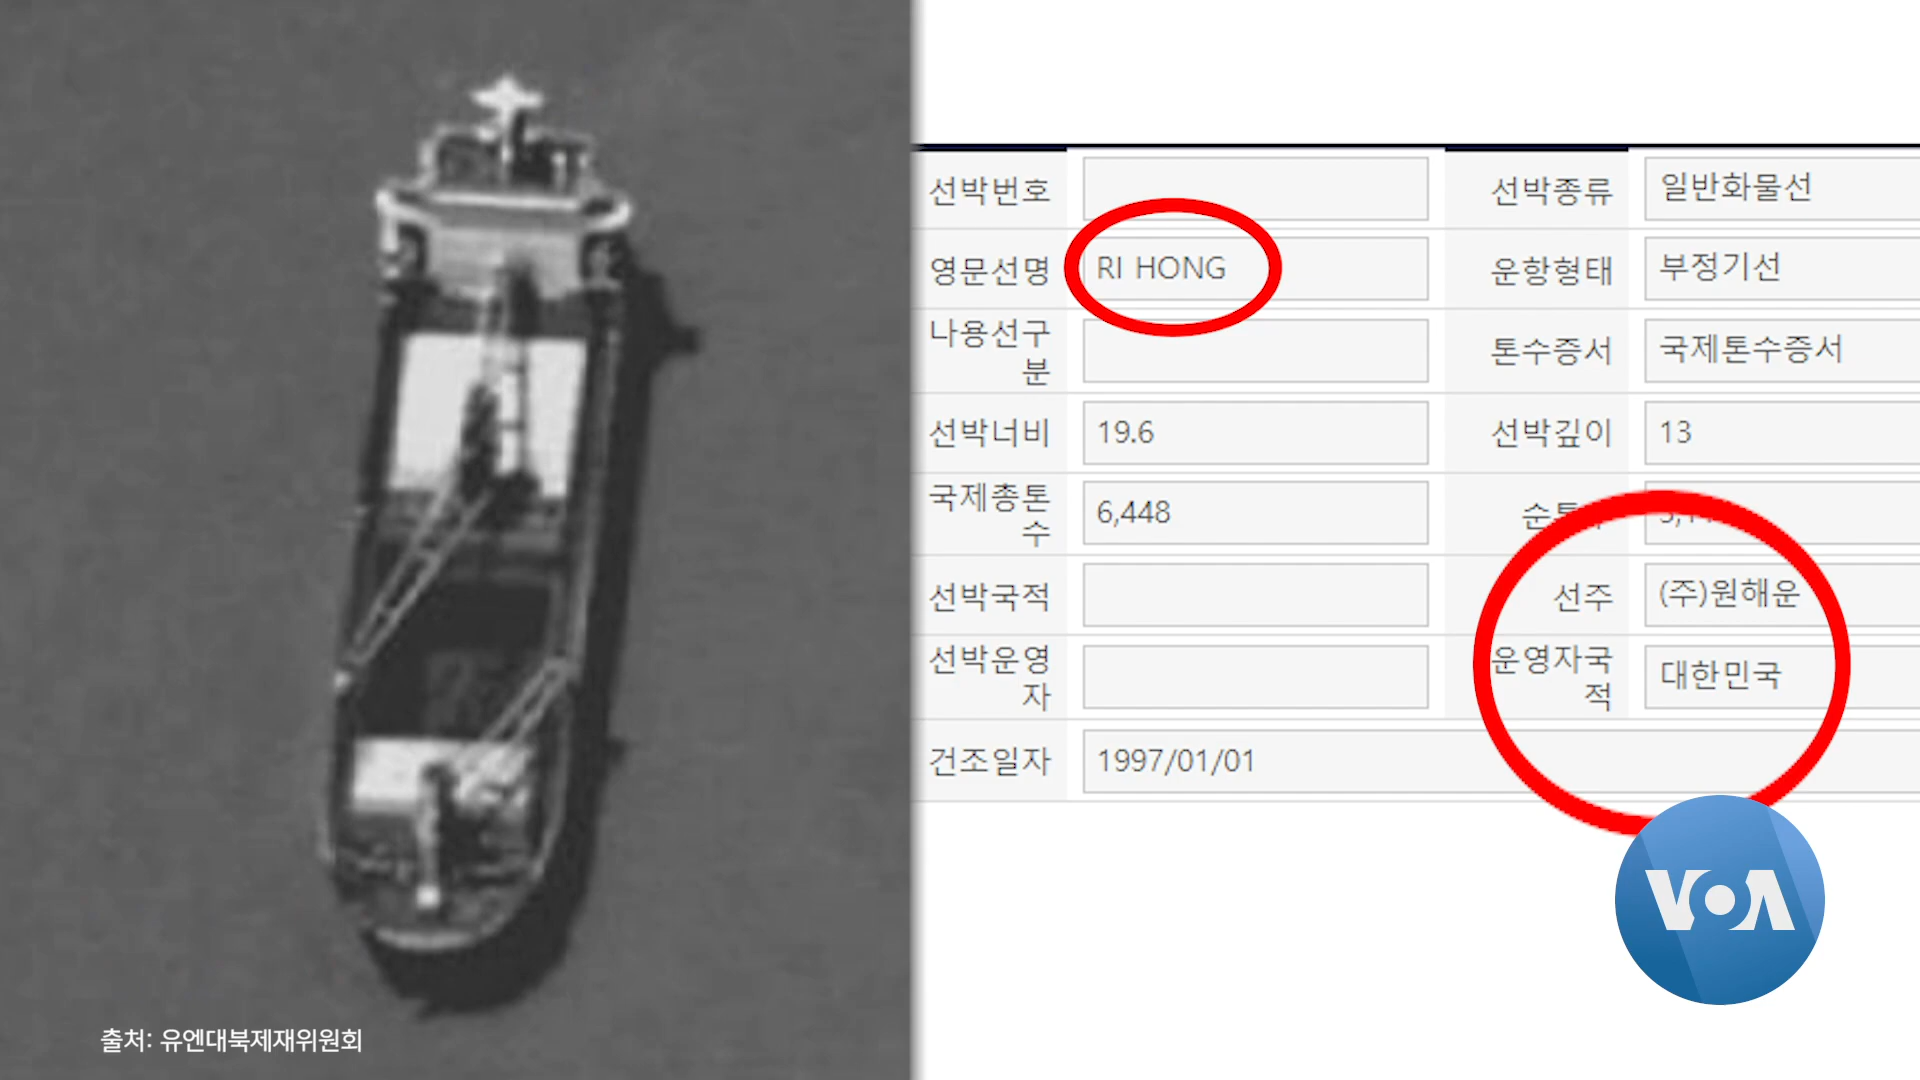 선박번호
선박종류 일반화물선
영문선명 RI HONG
운항형태 부정기선
나용선구
분
톤수증서 국제톤수증서
선박너비 19.6
선박깊이 13
국제총톤
수
6,448
선박국적
선주 (주)원해운
선박운영
자
운영자국
적
대한민국
건조일자 1997/01/01
VOA
출처: 유엔대북제재위원회